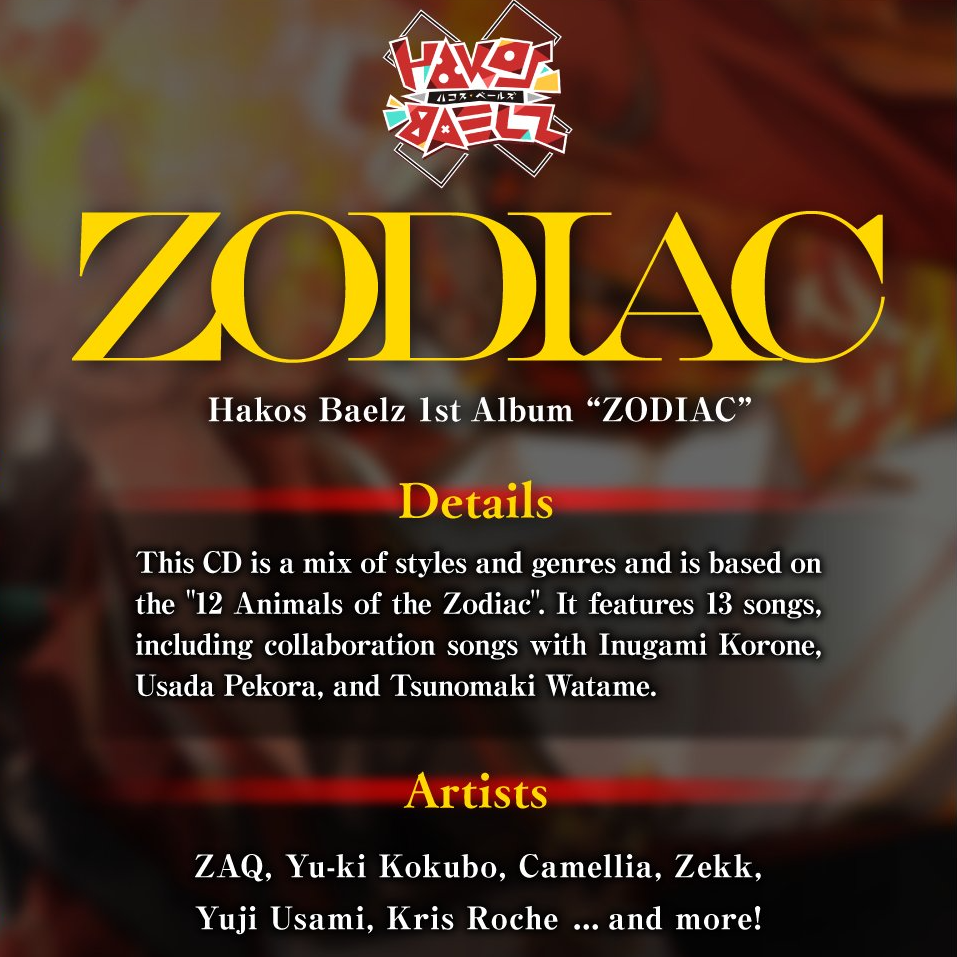 HAKOS
ハコス・ベールズ
BAELZ
ZODIAC
Hakos Baelz 1st Album “ZODIAC”
Details
This CD is a mix of styles and genres and is based on
the "12 Animals of the Zodiac". It features 13 songs,
including collaboration songs with Inugami Korone,
Usada Pekora, and Tsunomaki Watame.
Artists
ZAQ, Yu-ki Kokubo, Camellia, Zekk,
Yuji Usami, Kris Roche ... and more!